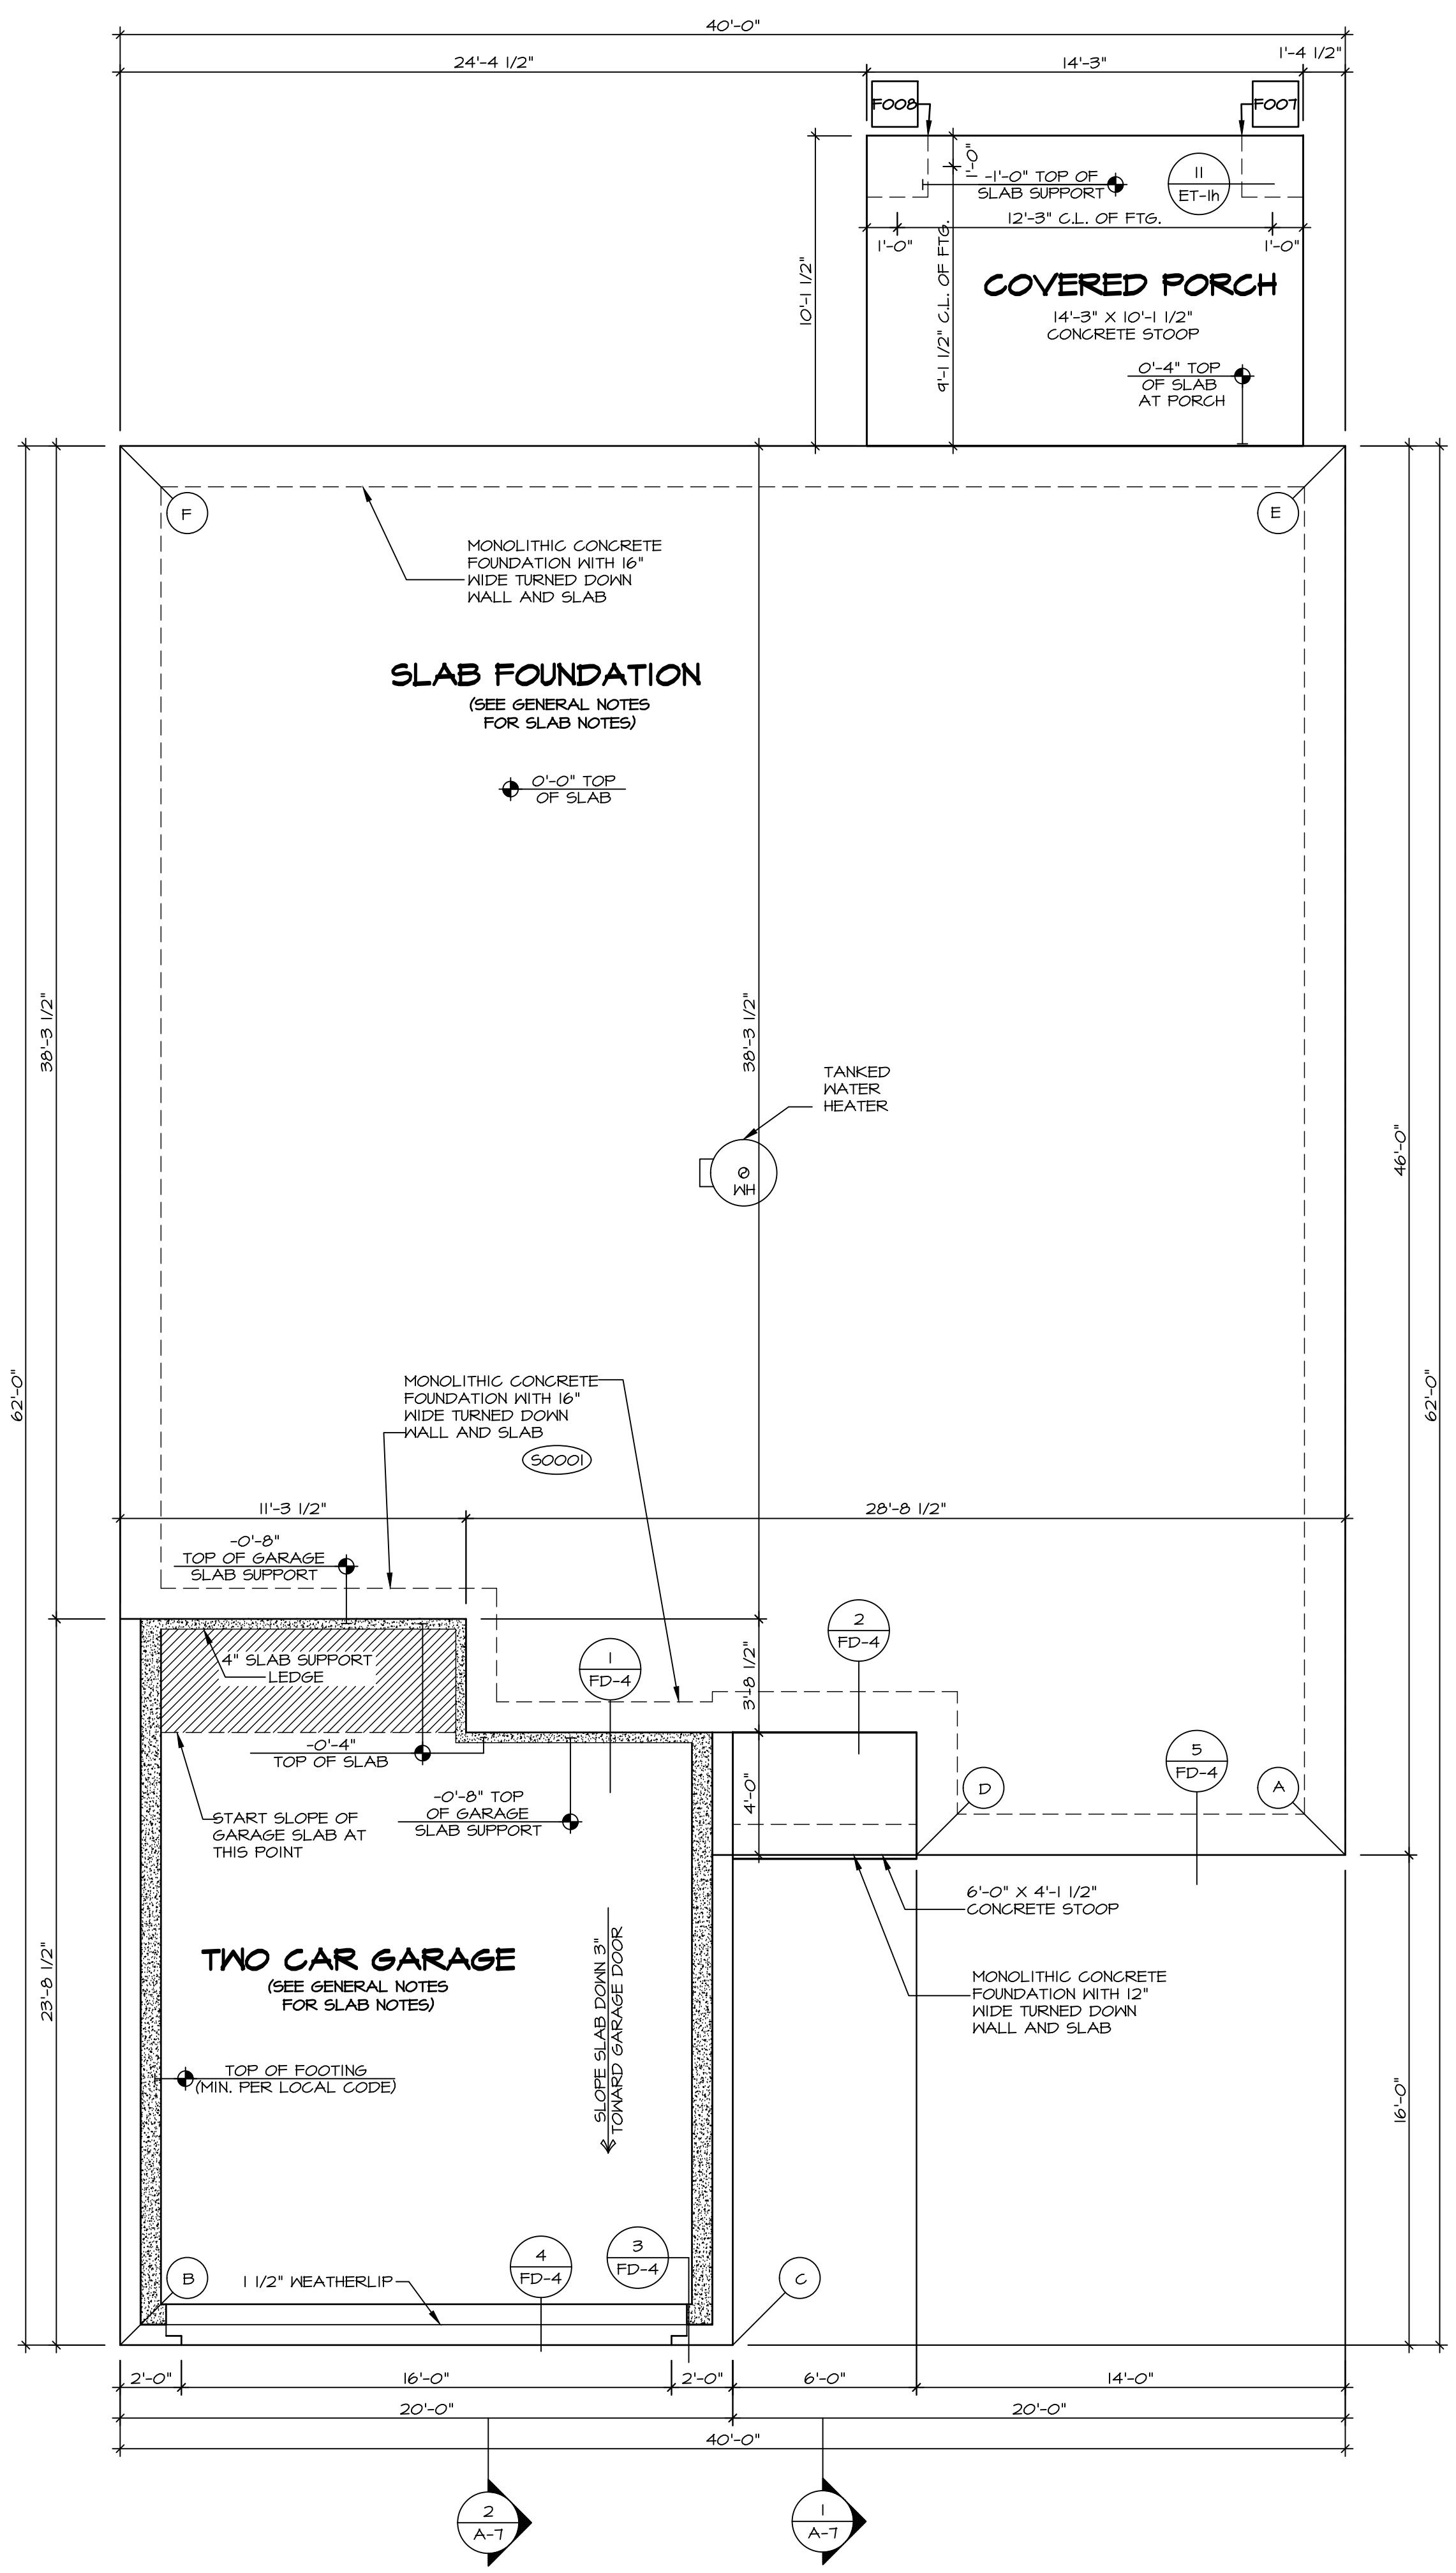 40'-0"
24'-4 1/2"
14'-3"
1'-4 1/2"
F008
F007
1'-0"
-1'-0" TOP OF
SLAB SUPPORT
11
ET-1h
12'-3" C.L. OF FTG.
1'-0"
1'-0"
10'-1 1/2"
9'-1 1/2" C.L. OF FTG.
COVERED PORCH
14'-3" X 10'-1 1/2"
CONCRETE STOOP
0'-4" TOP
OF SLAB
AT PORCH
F
E
MONOLITHIC CONCRETE
FOUNDATION WITH 16"
WIDE TURNED DOWN
WALL AND SLAB
SLAB FOUNDATION
(SEE GENERAL NOTES
FOR SLAB NOTES)
0'-0" TOP
OF SLAB
38'-3 1/2"
38'-3 1/2"
TANKED
WATER
HEATER
WH
46'-0"
62'-0"
62'-0"
MONOLITHIC CONCRETE
FOUNDATION WITH 16"
WIDE TURNED DOWN
WALL AND SLAB
S0001
11'-3 1/2"
28'-8 1/2"
-0'-8"
TOP OF GARAGE
SLAB SUPPORT
4" SLAB SUPPORT
LEDGE
1
FD-4
2
FD-4
3'-8 1/2"
-0'-4"
TOP OF SLAB
-0'-8" TOP
OF GARAGE
SLAB SUPPORT
4'-0"
D
5
FD-4
A
START SLOPE OF
GARAGE SLAB AT
THIS POINT
6'-0" X 4'-1 1/2"
CONCRETE STOOP
TWO CAR GARAGE
(SEE GENERAL NOTES
FOR SLAB NOTES)
SLOPE SLAB DOWN 3"
TOWARD GARAGE DOOR
MONOLITHIC CONCRETE
FOUNDATION WITH 12"
WIDE TURNED DOWN
WALL AND SLAB
23'-8 1/2"
TOP OF FOOTING
(MIN. PER LOCAL CODE)
16'-0"
4
FD-4
3
FD-4
B
1 1/2" WEATHERLIP
C
2'-0"
16'-0"
2'-0"
6'-0"
14'-0"
20'-0"
20'-0"
40'-0"
2
A-7
1
A-7